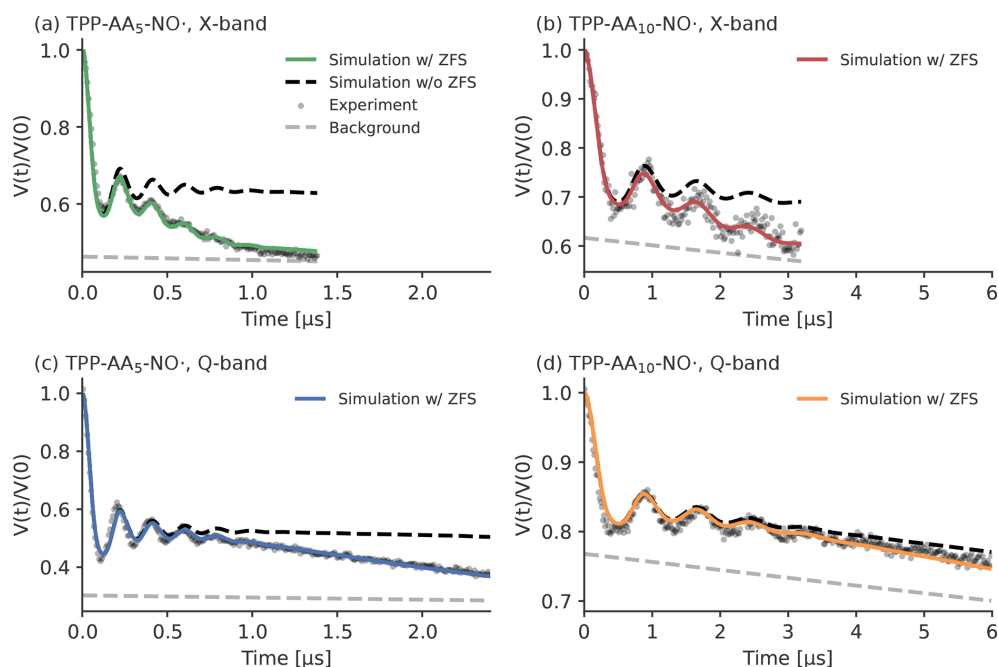 (a) TPP-AA₅-NO·, X-band
V(t)/V(0)
1.0
0.8
0.6
Simulation w/ ZFS
Simulation w/o ZFS
Experiment
Background
0.0 0.5 1.0 1.5 2.0
Time [μs]
(b) TPP-AA₁₀-NO·, X-band
V(t)/V(0)
1.0
0.9
0.8
0.7
0.6
Simulation w/ ZFS
0 1 2 3 4 5 6
Time [μs]
(c) TPP-AA₅-NO·, Q-band
V(t)/V(0)
1.0
0.8
0.6
0.4
Simulation w/ ZFS
0.0 0.5 1.0 1.5 2.0
Time [μs]
(d) TPP-AA₁₀-NO·, Q-band
V(t)/V(0)
1.0
0.9
0.8
0.7
Simulation w/ ZFS
0 1 2 3 4 5 6
Time [μs]